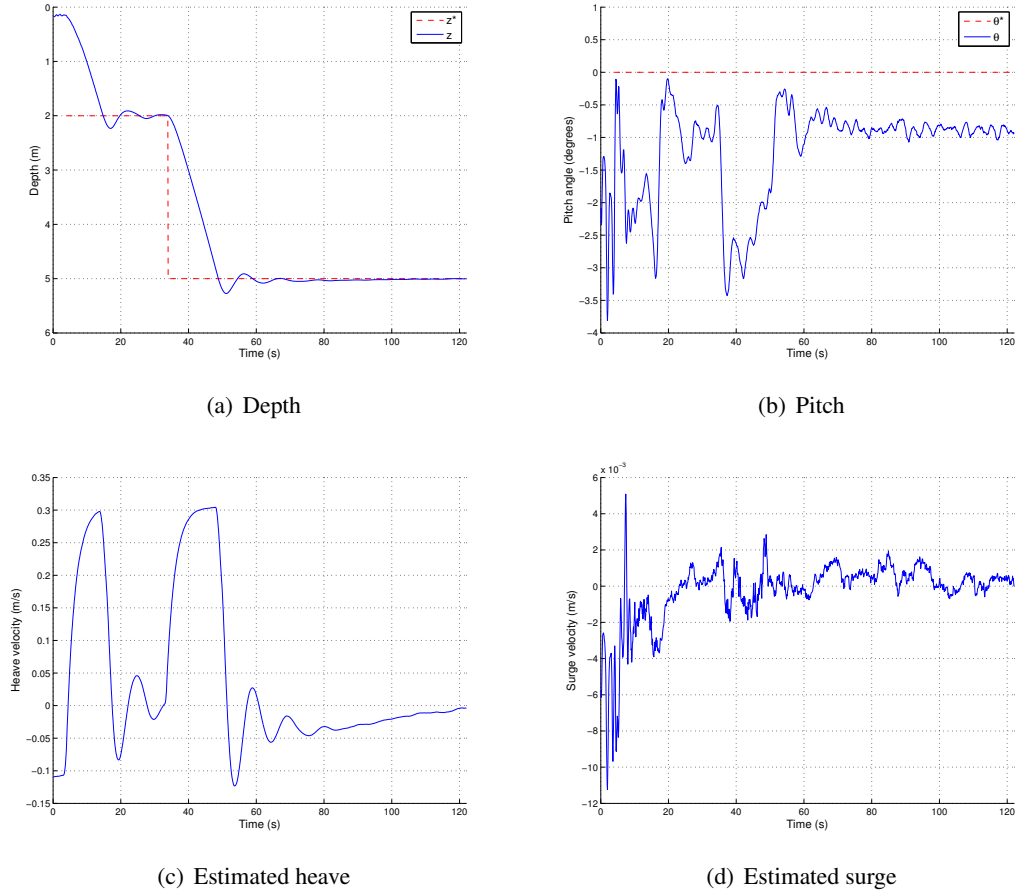 0
1
2
3
4
5
6
0 20 40 60 80 100 120
Depth (m)
Time (s)
z*
z
(a) Depth
1
0.5
0
−0.5
−1
−1.5
−2
−2.5
−3
−3.5
−4
0 20 40 60 80 100 120
Pitch angle (degrees)
Time (s)
θ*
θ
(b) Pitch
0.35
0.3
0.25
0.2
0.15
0.1
0.05
0
−0.05
−0.1
−0.15
0 20 40 60 80 100 120
Heave velocity (m/s)
Time (s)
(c) Estimated heave
x 10⁻³
6
4
2
0
−2
−4
−6
−8
−10
−12
0 20 40 60 80 100 120
Surge velocity (m/s)
Time (s)
(d) Estimated surge